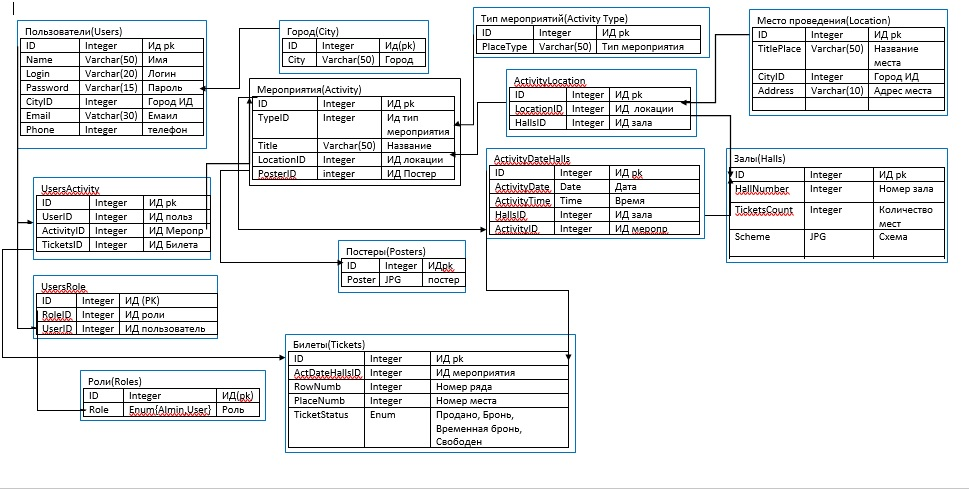 Пользователи(Users)
ID Integer Ид pk
Name Varchar(50) Имя
Login Varchar(20) Логин
Password Varchar(15) Пароль
CityID Integer Город ИД
Email Vatchar(30) Емаил
Phone Integer телефон
Город(City)
ID Integer Ид(pk)
City Varchar(50) Город
Тип мероприятий(Activity Type)
ID Integer ИД pk
PlaceType Varchar(50) Тип мероприятия
Место проведения(Location)
ID Integer ИД pk
TitlePlace Varchar(50) Название
места
CityID Integer Город ИД
Address Varchar(10) Адрес места
Мероприятия(Activity)
ID Integer ИД pk
TypeID Integer Ид тип
мероприятия
Title Varchar(50) Название
LocationID integer ИД локации
PosterID integer ИД Постер
ActivityLocation
ID Integer ИД pk
LocationID Integer ИД локации
HallsID Integer ИД зала
ActivityDateHalls
ID Integer ИД pk
ActivityDate Date Дата
ActivityTime Time Время
HallsID Integer ИД зала
ActivityID Integer ИД меропр
Залы(Halls)
ID Integer ИД pk
HallNumber Integer Номер зала
TicketsCount Integer Количество
мест
Scheme JPG Схема
UsersActivity
ID Integer ИД pk
UserID Integer ИД польз
ActivityID Integer ИД Меропр
TicketsID Integer ИД Билета
Постеры(Posters)
ID Integer ИДpk
Poster JPG постер
UsersRole
ID Integer ИД (PK)
RoleID Integer ИД роли
UserID Integer ИД пользователь
Роли(Roles)
ID Integer ИД(pk)
Role Enum{Almin,User} Роль
Билеты(Tickets)
ID Integer ИД pk
ActDateHallsID Integer ИД мероприятия
RowNumb Integer Номер ряда
PlaceNumb Integer Номер места
TicketStatus Enum Продано, Бронь,
Временная бронь,
Свободен